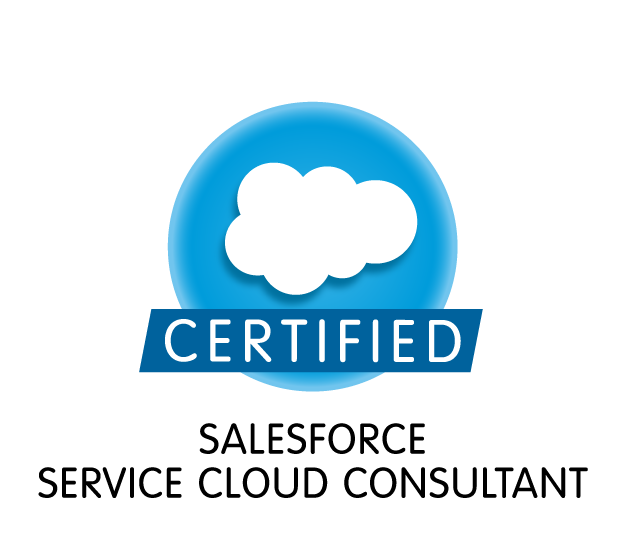 CERTIFIED
SALESFORCE
SERVICE CLOUD CONSULTANT